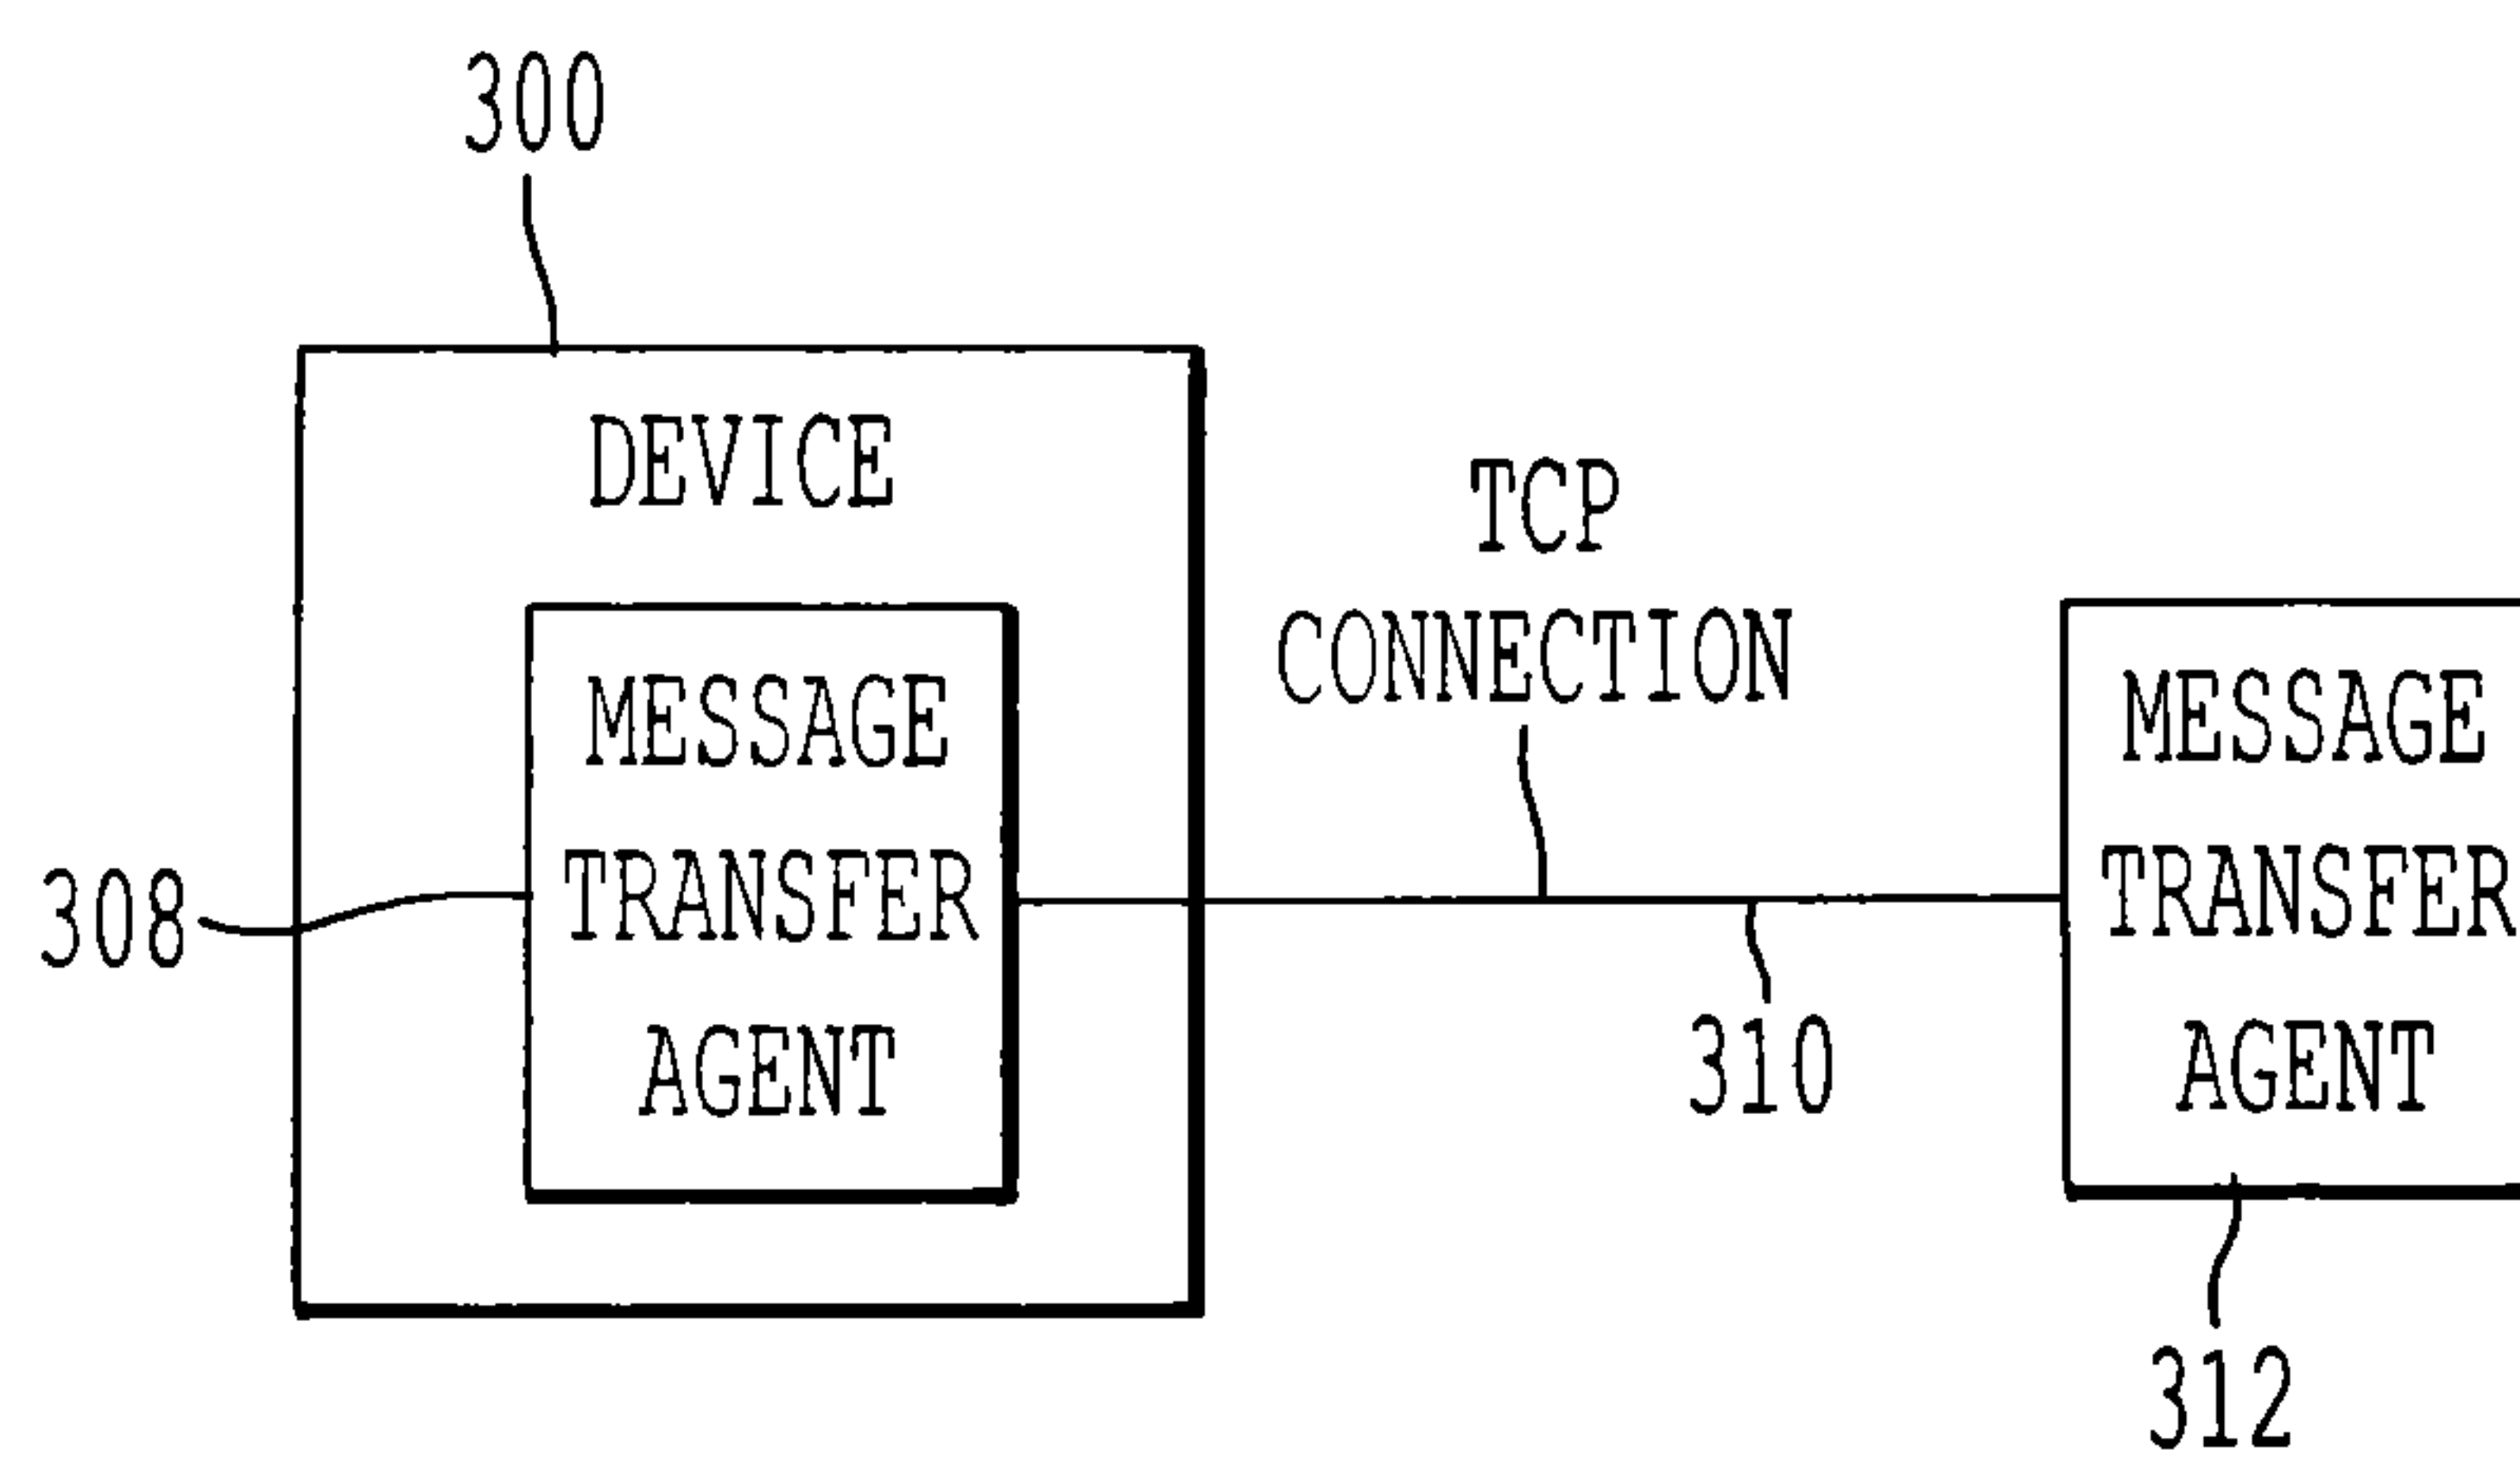 300
DEVICE
MESSAGE
TRANSFER
AGENT
308
TCP
CONNECTION
310
MESSAGE
TRANSFER
AGENT
312